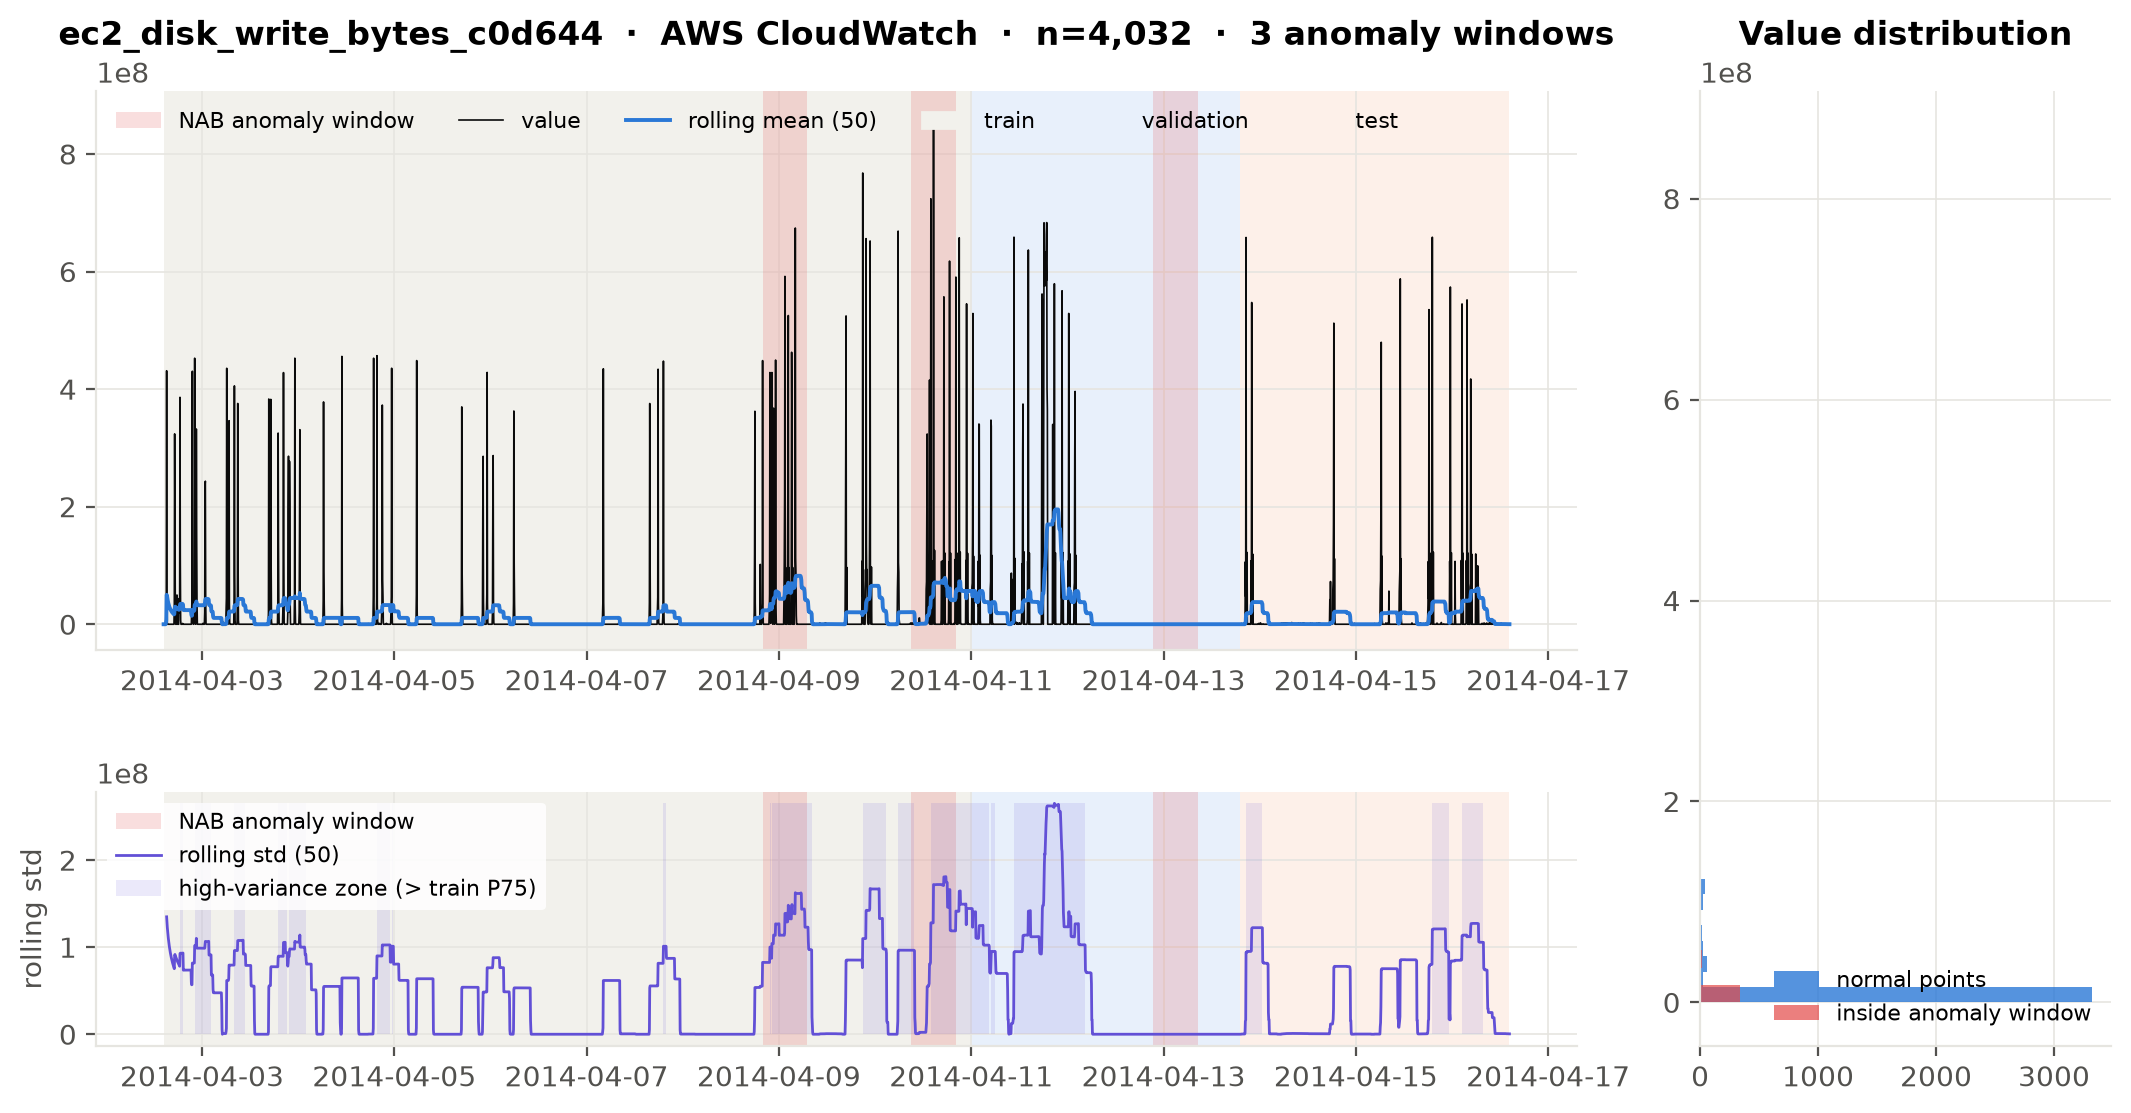 ec2_disk_write_bytes_c0d644 · AWS CloudWatch · n=4,032 · 3 anomaly windows
1e8
NAB anomaly window value rolling mean (50) train validation test
8
6
4
2
0
2014-04-03 2014-04-05 2014-04-07 2014-04-09 2014-04-11 2014-04-13 2014-04-15 2014-04-17
1e8
rolling std
NAB anomaly window
rolling std (50)
high-variance zone (> train P75)
2
1
0
2014-04-03 2014-04-05 2014-04-07 2014-04-09 2014-04-11 2014-04-13 2014-04-15 2014-04-17
Value distribution
1e8
8
6
4
2
0
normal points
inside anomaly window
0 1000 2000 3000